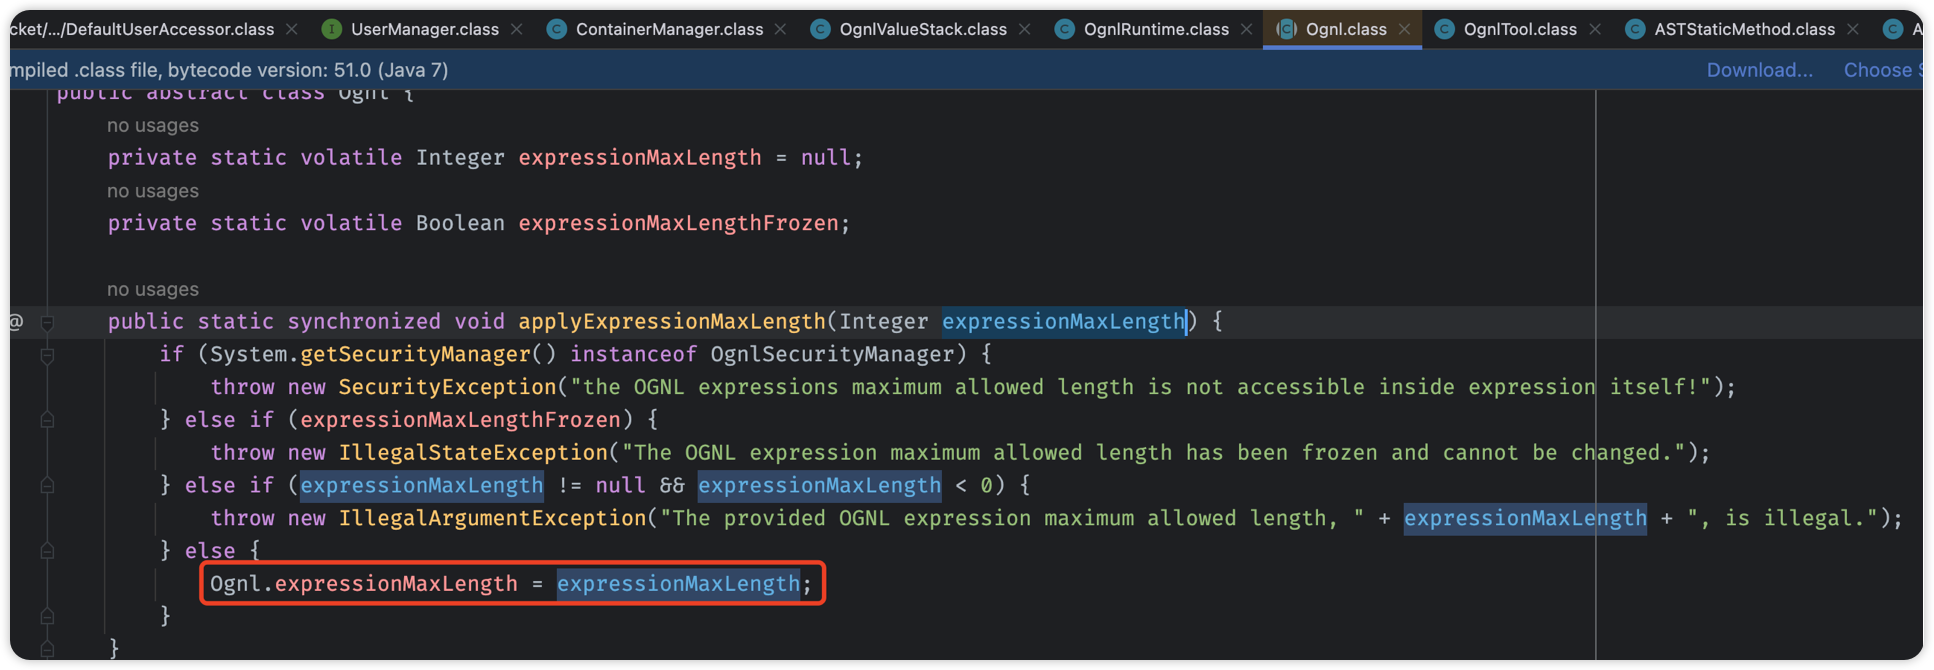 cket/.../DefaultUserAccessor.class UserManager.class ContainerManager.class OgnlValueStack.class OgnlRuntime.class Ognl.class OgnlTool.class ASTStaticMethod.class A
mpiled .class file, bytecode version: 51.0 (Java 7) Download... Choose S
public abstract class Ognl {
no usages
private static volatile Integer expressionMaxLength = null;
no usages
private static volatile Boolean expressionMaxLengthFrozen;
no usages
@ public static synchronized void applyExpressionMaxLength(Integer expressionMaxLength) {
if (System.getSecurityManager() instanceof OgnlSecurityManager) {
throw new SecurityException("the OGNL expressions maximum allowed length is not accessible inside expression itself!");
} else if (expressionMaxLengthFrozen) {
throw new IllegalStateException("The OGNL expression maximum allowed length has been frozen and cannot be changed.");
} else if (expressionMaxLength != null && expressionMaxLength < 0) {
throw new IllegalArgumentException("The provided OGNL expression maximum allowed length, " + expressionMaxLength + ", is illegal.");
} else {
Ognl.expressionMaxLength = expressionMaxLength;
}
}